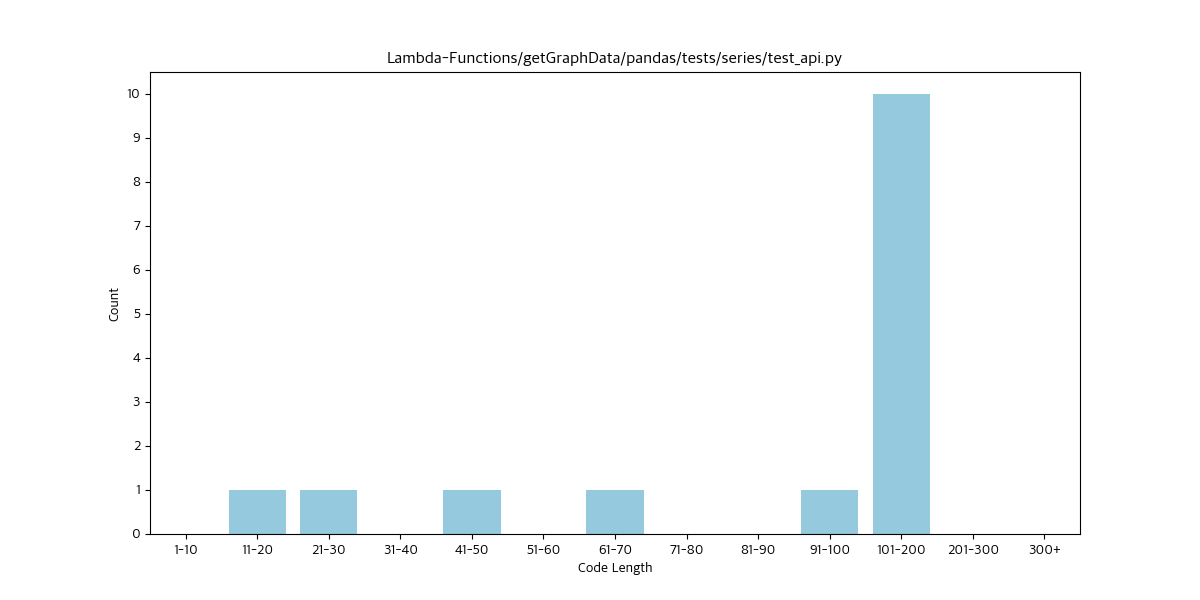 Lambda-Functions/getGraphData/pandas/tests/series/test_api.py
10
9
8
7
6
5
4
3
2
1
0
Count
1-10 11-20 21-30 31-40 41-50 51-60 61-70 71-80 81-90 91-100 101-200 201-300 300+
Code Length